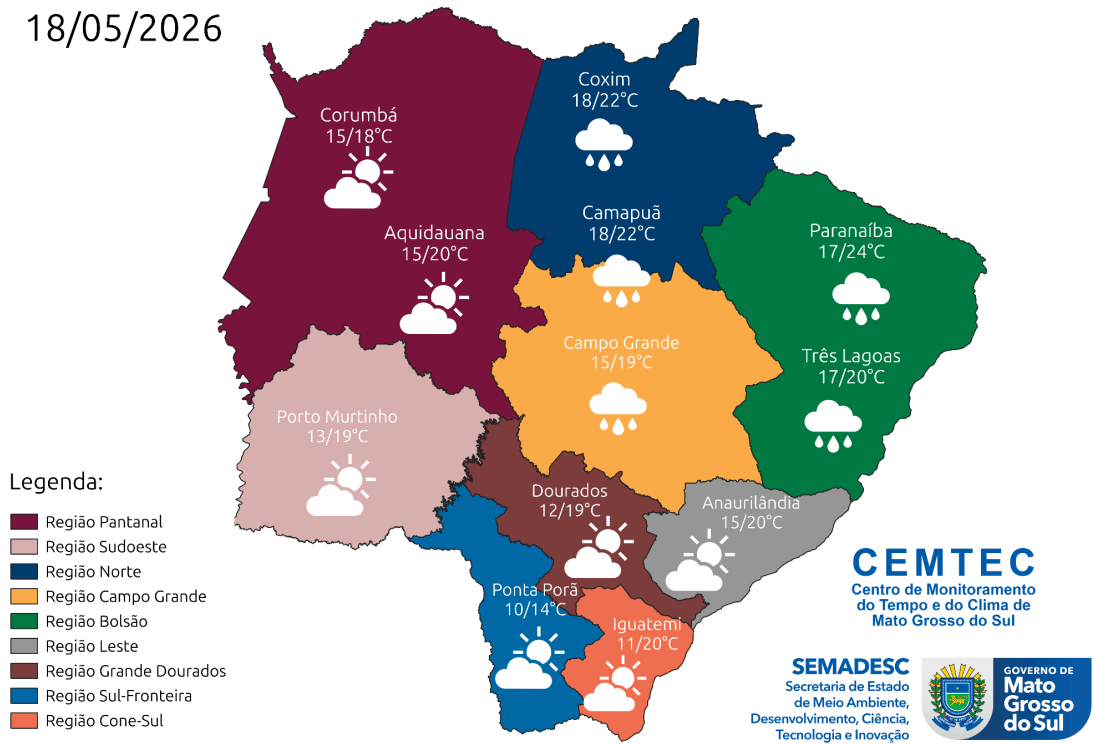 18/05/2026
Coxim
18/22°C
Corumbá
15/18°C
Camapuã
18/22°C
Aquidauana
15/20°C
Paranaíba
17/24°C
Campo Grande
15/19°C
Três Lagoas
17/20°C
Porto Murtinho
13/19°C
Dourados
12/19°C
Anaurilândia
15/20°C
Ponta Porã
10/14°C
Iguatemi
11/20°C
Legenda:
Região Pantanal
Região Sudoeste
Região Norte
Região Campo Grande
Região Bolsão
Região Leste
Região Grande Dourados
Região Sul-Fronteira
Região Cone-Sul
CEMTEC
Centro de Monitoramento
do Tempo e do Clima de
Mato Grosso do Sul
SEMADESC
Secretaria de Estado
de Meio Ambiente,
Desenvolvimento, Ciência,
Tecnologia e Inovação
GOVERNO DE
Mato
Grosso
do Sul